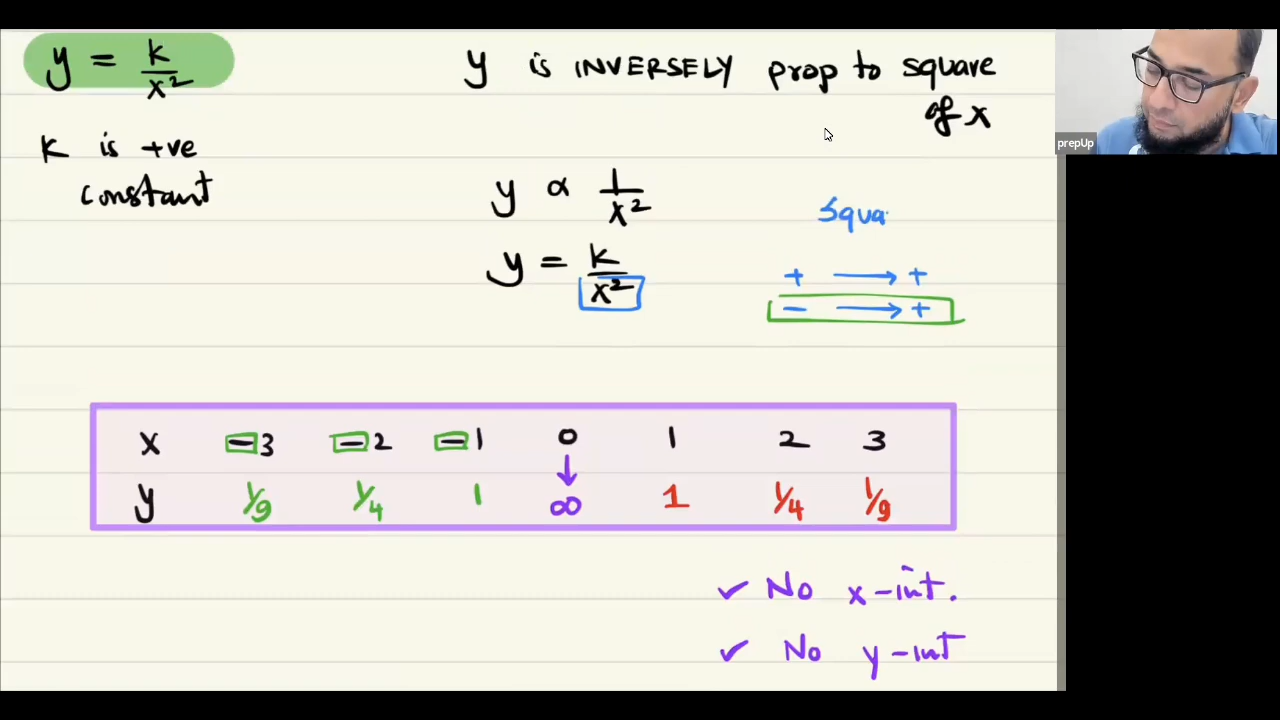 y = k/x²
y is INVERSELY prop to square
of x
prepUp
k is +ve
constant
y ∝ 1/x²
Squa
y = k/x²
+ → +
− → +
x −3 −2 −1 0 1 2 3
↓
y 1/9 1/4 1 ∞ 1 1/4 1/9
✓ No x-int.
✓ No y-int